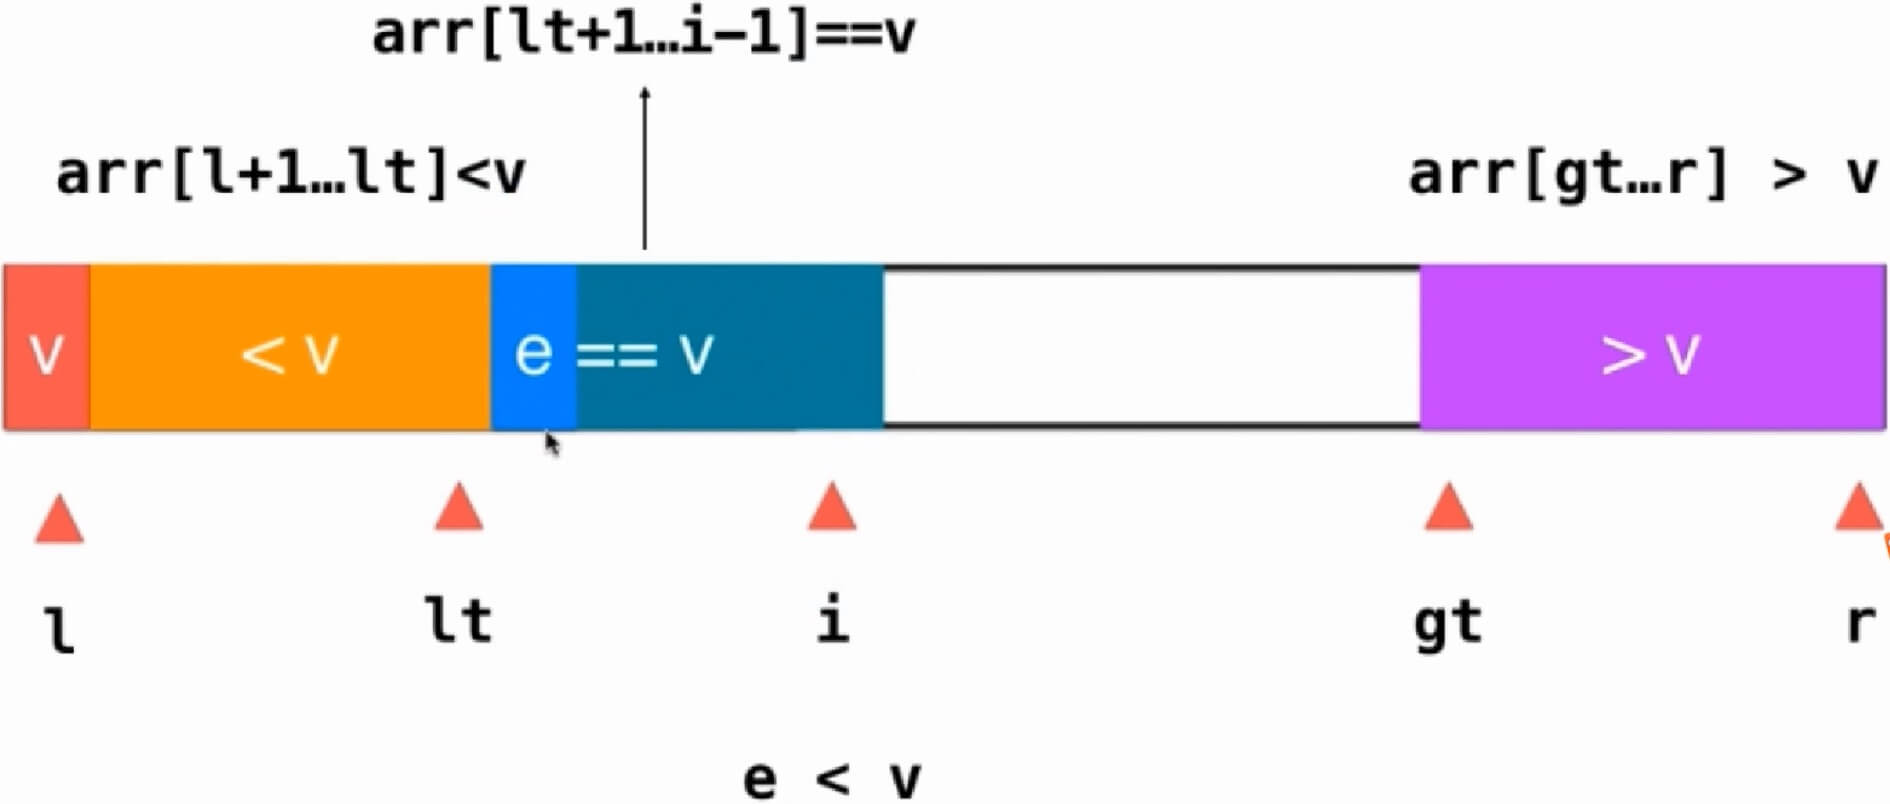 arr[lt+1…i–1]==v
arr[l+1…lt]<v
arr[gt…r] > v
v
< v
e
== v
> v
l
lt
i
gt
r
e < v